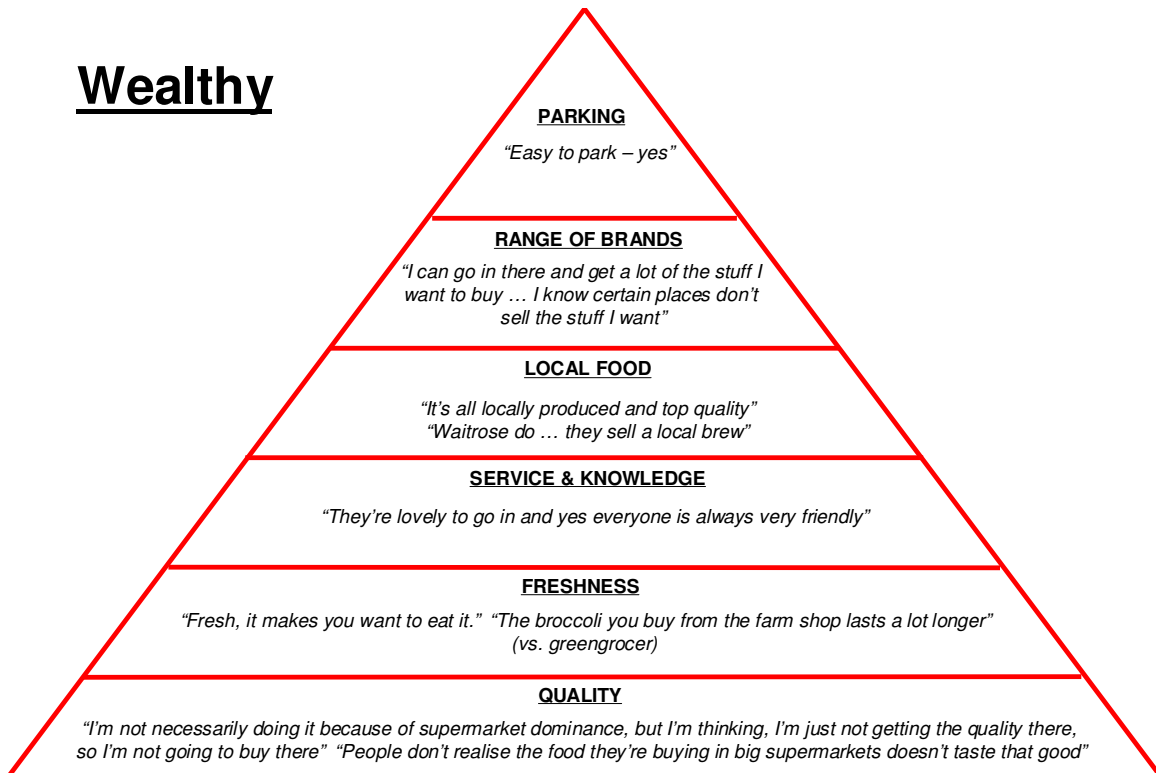 Wealthy
PARKING
“Easy to park – yes”
RANGE OF BRANDS
“I can go in there and get a lot of the stuff I
want to buy … I know certain places don’t
sell the stuff I want”
LOCAL FOOD
“It’s all locally produced and top quality”
“Waitrose do … they sell a local brew”
SERVICE & KNOWLEDGE
“They’re lovely to go in and yes everyone is always very friendly”
FRESHNESS
“Fresh, it makes you want to eat it.” “The broccoli you buy from the farm shop lasts a lot longer”
(vs. greengrocer)
QUALITY
“I’m not necessarily doing it because of supermarket dominance, but I’m thinking, I’m just not getting the quality there,
so I’m not going to buy there” “People don’t realise the food they’re buying in big supermarkets doesn’t taste that good”